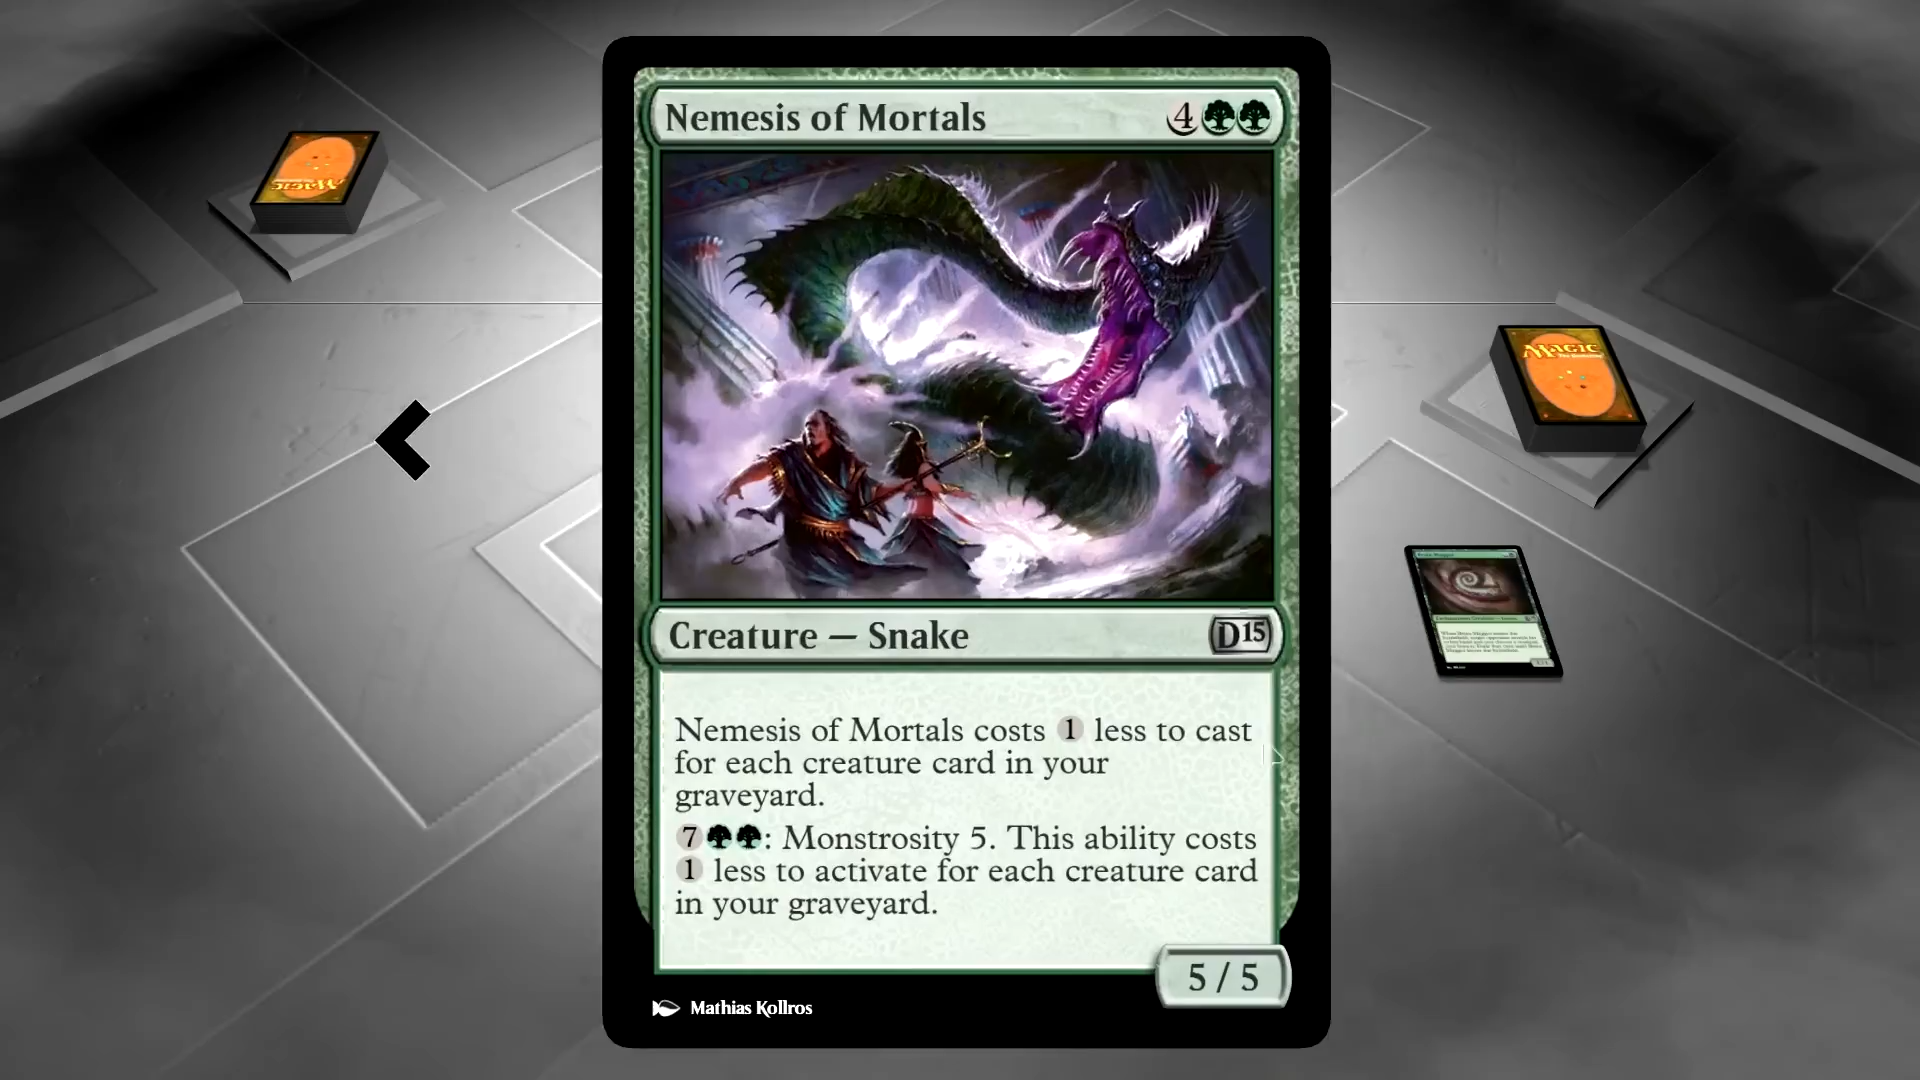 Nemesis of Mortals 4
Creature — Snake D15
Nemesis of Mortals costs 1 less to cast
for each creature card in your
graveyard.
7: Monstrosity 5. This ability costs
1 less to activate for each creature card
in your graveyard.
5 / 5
Mathias Kollros
MAGIC
MAGIC